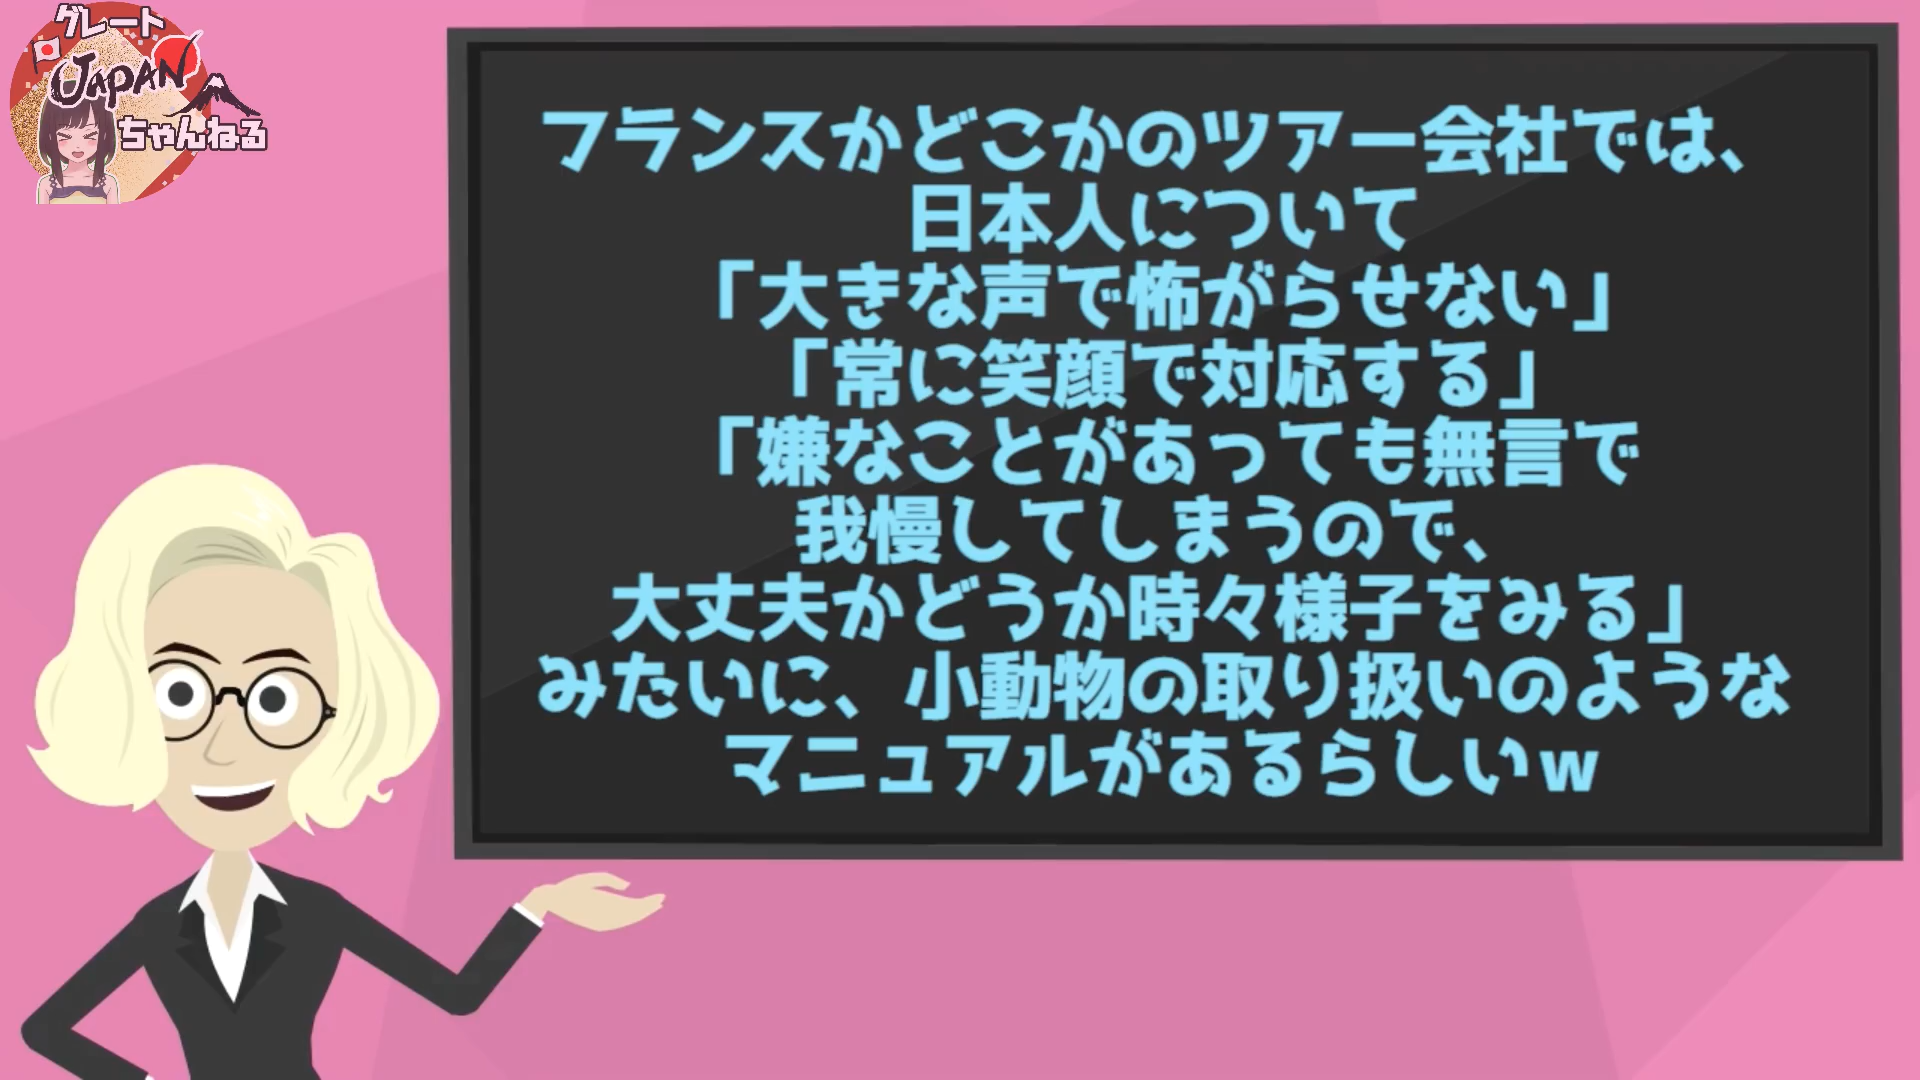 グレート
JAPAN
ちゃんねる
フランスかどこかのツアー会社では、
日本人について
「大きな声で怖がらせない」
「常に笑顔で対応する」
「嫌なことがあっても無言で
我慢してしまうので、
大丈夫かどうか時々様子をみる」
みたいに、小動物の取り扱いのような
マニュアルがあるらしいw